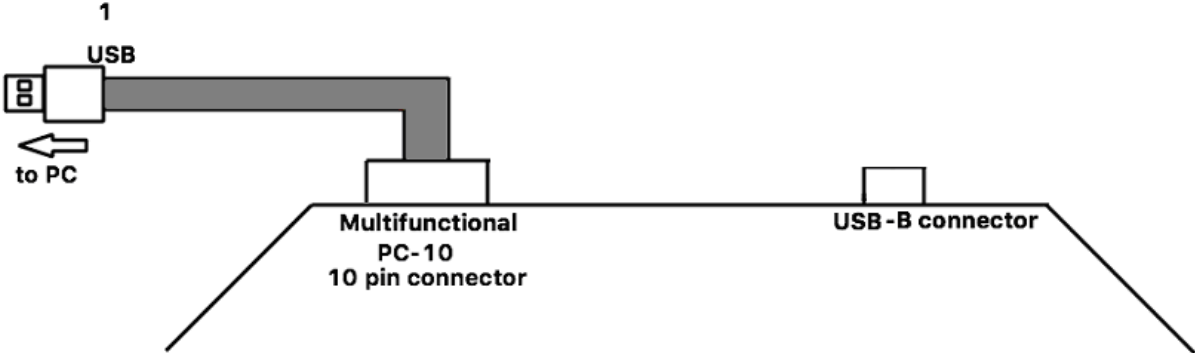 1
USB
to PC
Multifunctional
PC-10
10 pin connector
USB-B connector